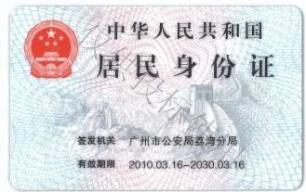 中华人民共和国
居民身份证
签发机关 广州市公安局荔湾分局
有效期限 2010.03.16-2030.03.16